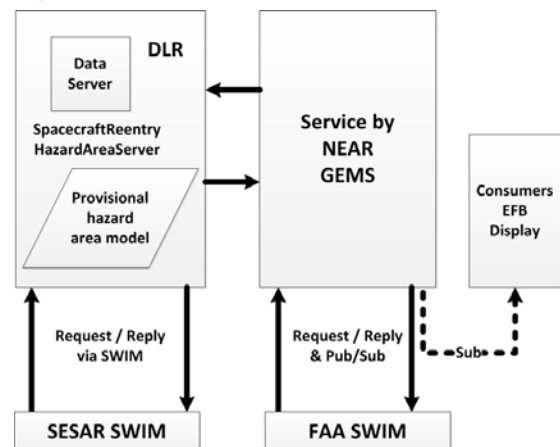 DLR
Data
Server
SpacecraftReentry
HazardAreaServer
Provisional
hazard
area model
Service by
NEAR
GEMS
Consumers
EFB
Display
Request / Reply
via SWIM
Request / Reply
& Pub/Sub
Sub
SESAR SWIM
FAA SWIM